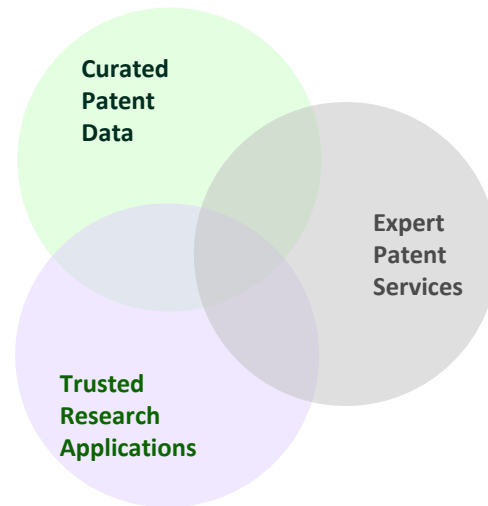 Curated
Patent
Data
Expert
Patent
Services
Trusted
Research
Applications